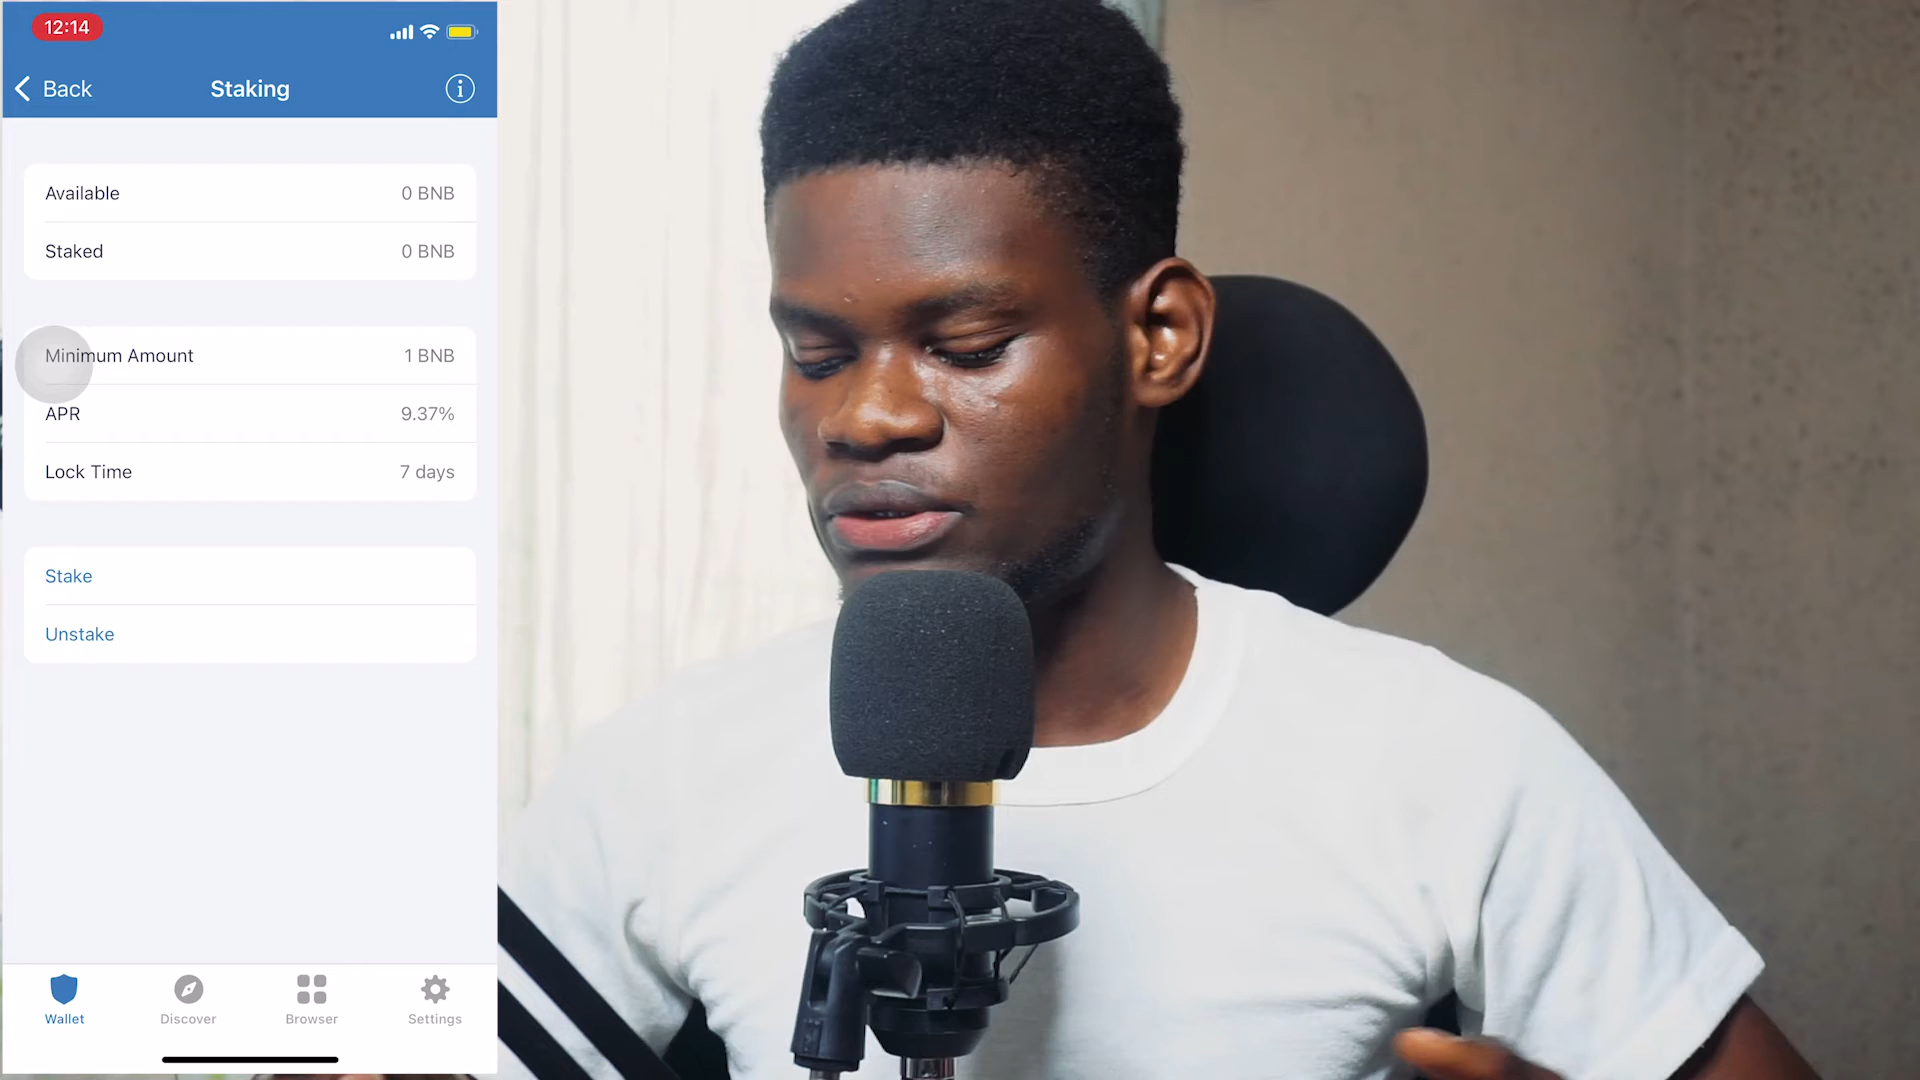 12:14
Back
Staking
Available 0 BNB
Staked 0 BNB
Minimum Amount 1 BNB
APR 9.37%
Lock Time 7 days
Stake
Unstake
Wallet Discover Browser Settings